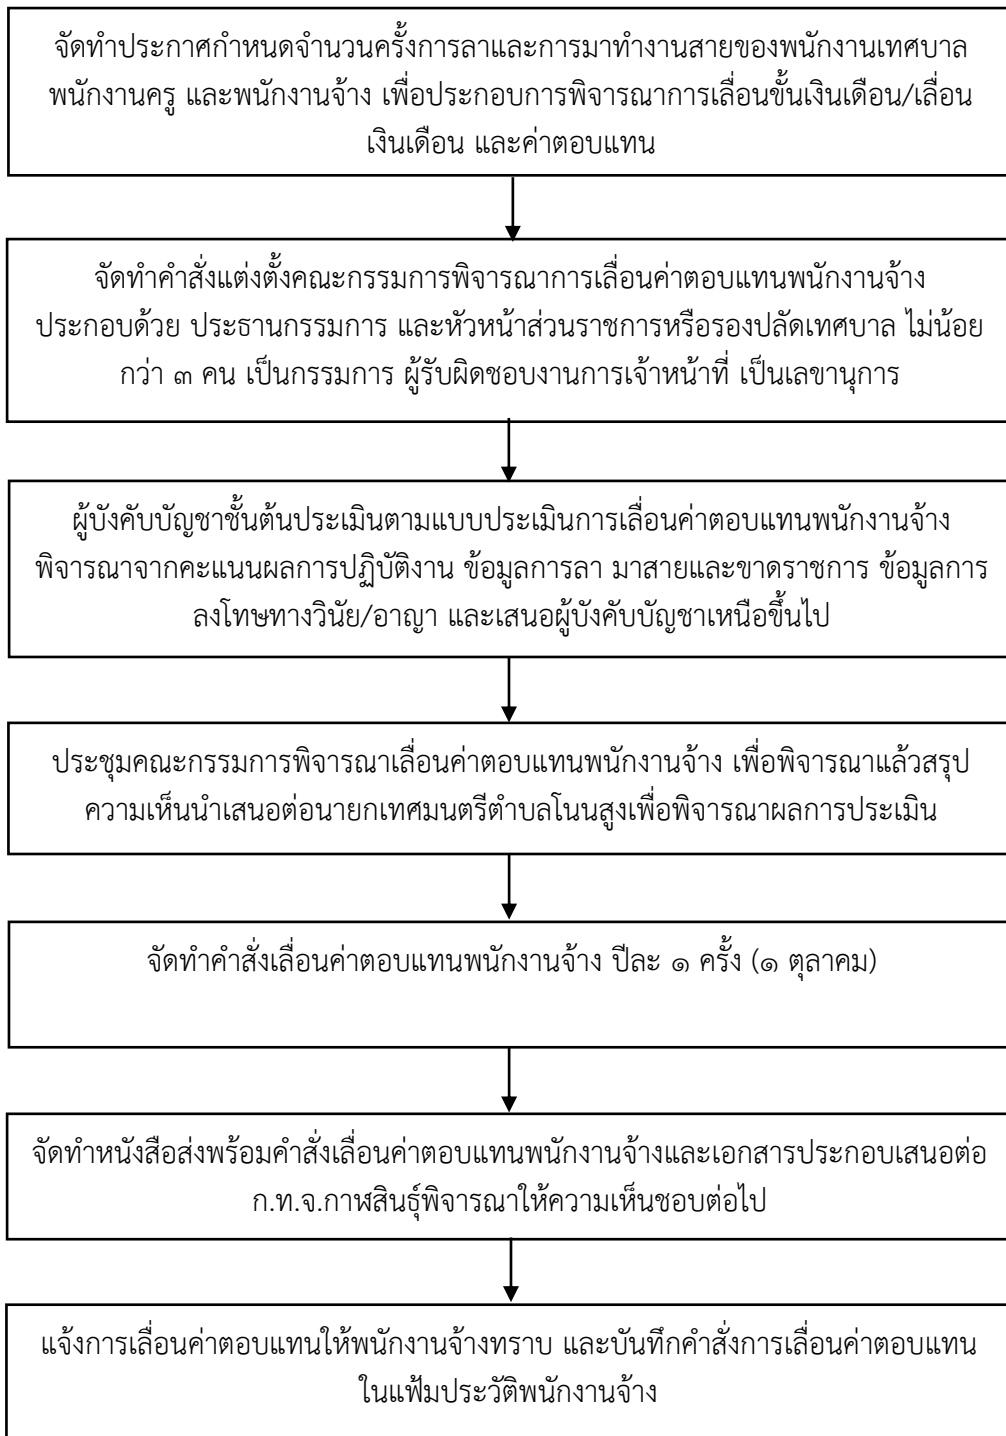 จัดทำประกาศกำหนดจำนวนครั้งการลาและการมาทำงานสายของพนักงานเทศบาล
พนักงานครู และพนักงานจ้าง เพื่อประกอบการพิจารณาการเลื่อนขั้นเงินเดือน/เลื่อน
เงินเดือน และค่าตอบแทน
จัดทำคำสั่งแต่งตั้งคณะกรรมการพิจารณาการเลื่อนค่าตอบแทนพนักงานจ้าง
ประกอบด้วย ประธานกรรมการ และหัวหน้าส่วนราชการหรือรองปลัดเทศบาล ไม่น้อย
กว่า ๓ คน เป็นกรรมการ ผู้รับผิดชอบงานการเจ้าหน้าที่ เป็นเลขานุการ
ผู้บังคับบัญชาชั้นต้นประเมินตามแบบประเมินการเลื่อนค่าตอบแทนพนักงานจ้าง
พิจารณาจากคะแนนผลการปฏิบัติงาน ข้อมูลการลา มาสายและขาดราชการ ข้อมูลการ
ลงโทษทางวินัย/อาญา และเสนอผู้บังคับบัญชาเหนือขึ้นไป
ประชุมคณะกรรมการพิจารณาเลื่อนค่าตอบแทนพนักงานจ้าง เพื่อพิจารณาแล้วสรุป
ความเห็นนำเสนอต่อนายกเทศมนตรีตำบลโนนสูงเพื่อพิจารณาผลการประเมิน
จัดทำคำสั่งเลื่อนค่าตอบแทนพนักงานจ้าง ปีละ ๑ ครั้ง (๑ ตุลาคม)
จัดทำหนังสือส่งพร้อมคำสั่งเลื่อนค่าตอบแทนพนักงานจ้างและเอกสารประกอบเสนอต่อ
ก.ท.จ.กาฬสินธุ์พิจารณาให้ความเห็นชอบต่อไป
แจ้งการเลื่อนค่าตอบแทนให้พนักงานจ้างทราบ และบันทึกคำสั่งการเลื่อนค่าตอบแทน
ในแฟ้มประวัติพนักงานจ้าง